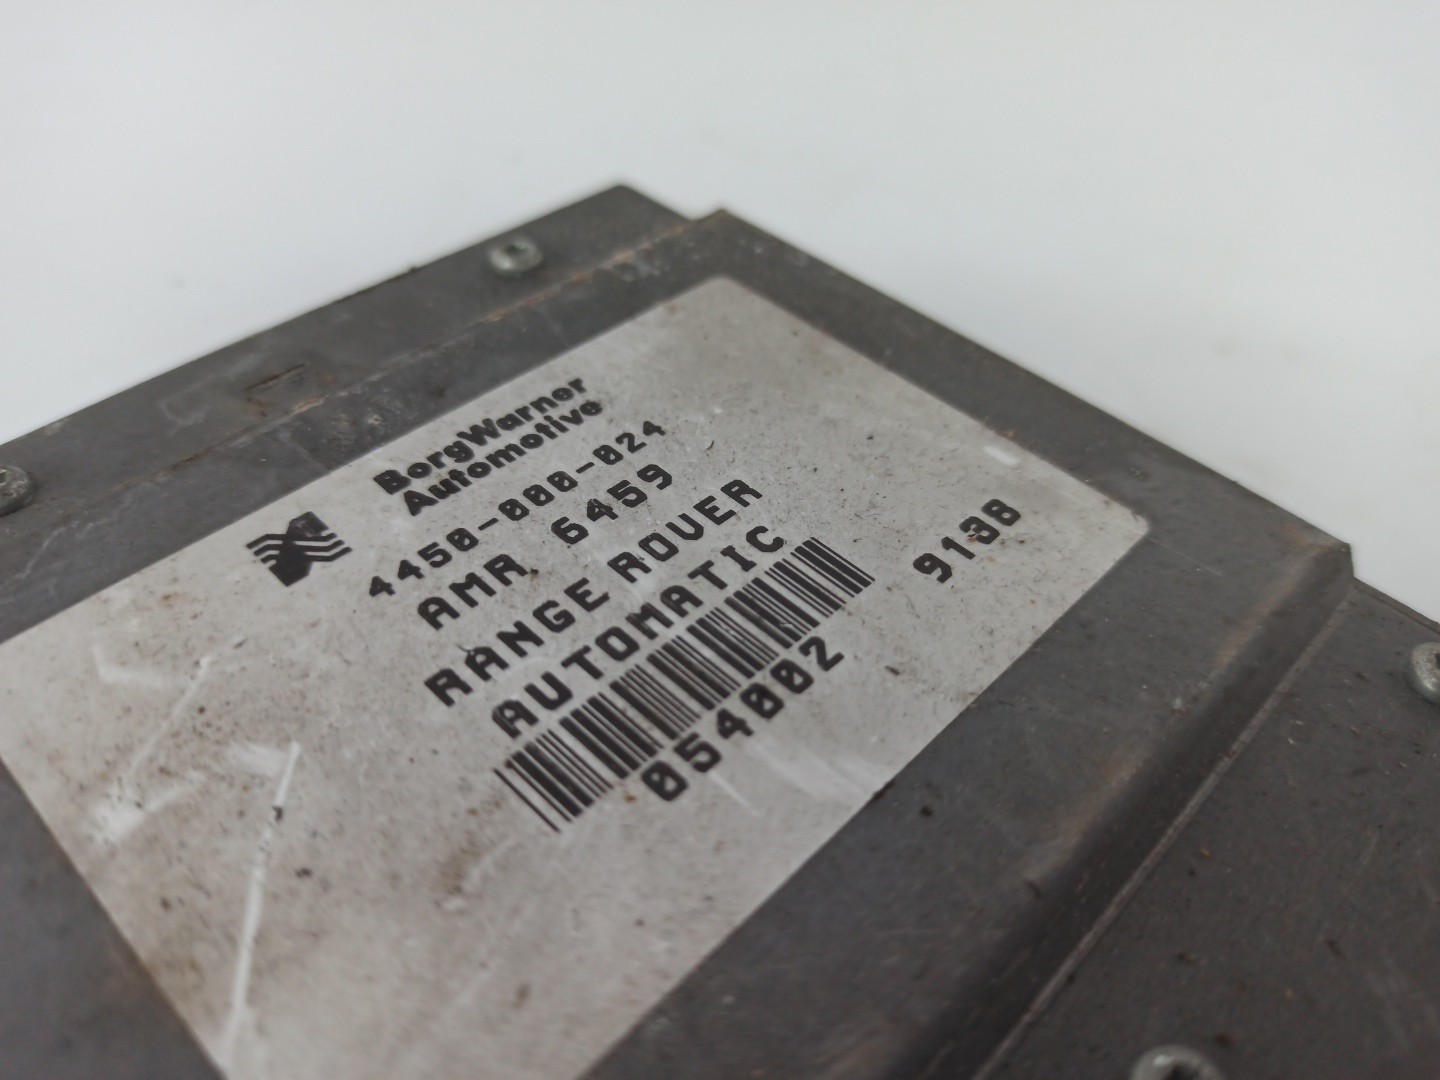 BorgWarner
Automotive
4450-000-024
AMR 6459
RANGE ROVER
AUTOMATIC
054002
9138